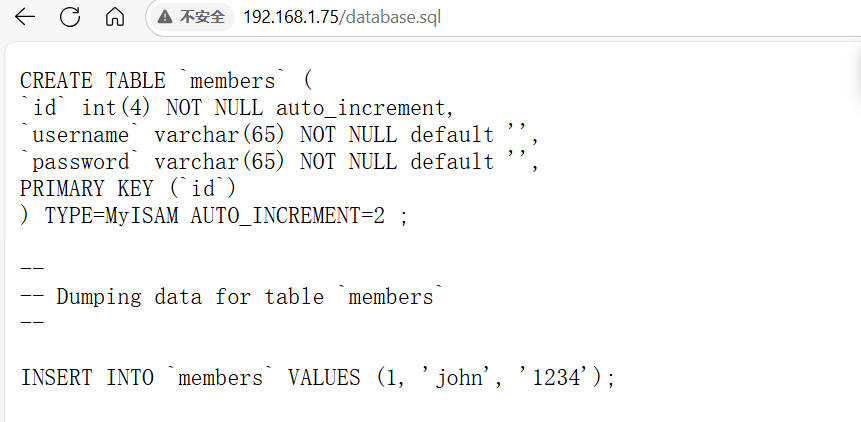 不安全 192.168.1.75/database.sql
CREATE TABLE `members` (
`id` int(4) NOT NULL auto_increment,
`username` varchar(65) NOT NULL default '',
`password` varchar(65) NOT NULL default '',
PRIMARY KEY (`id`)
) TYPE=MyISAM AUTO_INCREMENT=2 ;
--
-- Dumping data for table `members`
--
INSERT INTO `members` VALUES (1, 'john', '1234');